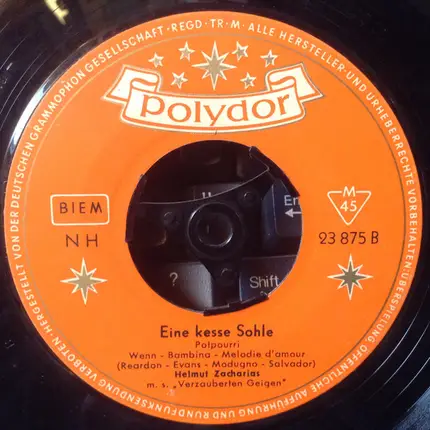 HERGESTELLT VON DER DEUTSCHEN GRAMMOPHON GESELLSCHAFT · REGD · TR · M · ALLE HERSTELLER- UND URHEBERRECHTE VORBEHALTEN · ÜBERSPIELUNG, ÖFFENTLICHE AUFFÜHRUNG UND RUNDFUNKSENDUNG VERBOTEN ·
polydor
BIEM
M
45
NH
23 875 B
En
?
Shift
Eine kesse Sohle
Potpourri
Wenn - Bambina - Melodie d'amour
(Reardon - Evans - Modugno - Salvador)
Helmut Zacharias
m. s. „Verzauberten Geigen"